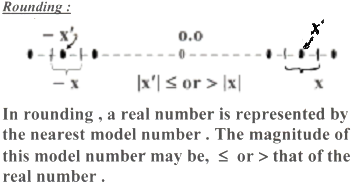 Rounding :
– x'
0.0
x'
– x
|x'| ≤ or > |x|
x
In rounding , a real number is represented by
the nearest model number . The magnitude of
this model number may be, ≤ or > that of the
real number .